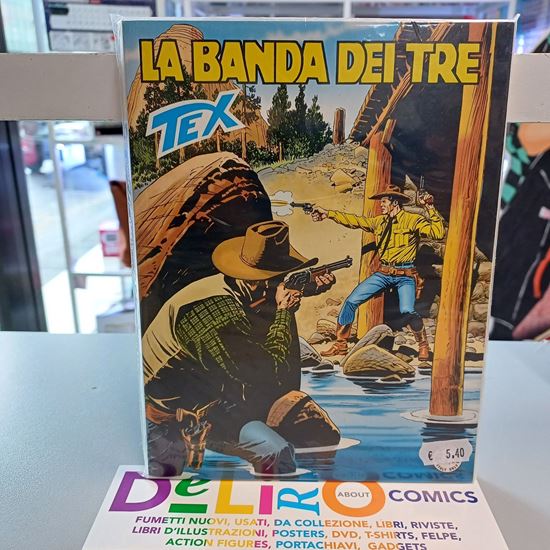 LA BANDA DEI TRE
TEX
€ 5.40
DeLiRO ABOUT COMICS
FUMETTI NUOVI, USATI, DA COLLEZIONE, LIBRI, RIVISTE,
LIBRI D'ILLUSTRAZIONI, POSTERS, DVD, T-SHIRTS, FELPE,
ACTION FIGURES, PORTACHIAVI, GADGETS